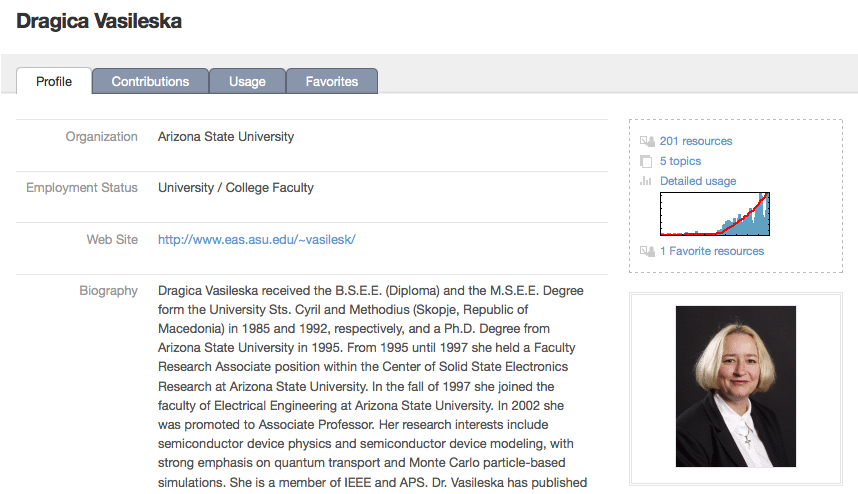 Dragica Vasileska
Profile
Contributions
Usage
Favorites
Organization
Arizona State University
Employment Status
University / College Faculty
Web Site
http://www.eas.asu.edu/~vasilesk/
Biography
Dragica Vasileska received the B.S.E.E. (Diploma) and the M.S.E.E. Degree
form the University Sts. Cyril and Methodius (Skopje, Republic of
Macedonia) in 1985 and 1992, respectively, and a Ph.D. Degree from
Arizona State University in 1995. From 1995 until 1997 she held a Faculty
Research Associate position within the Center of Solid State Electronics
Research at Arizona State University. In the fall of 1997 she joined the
faculty of Electrical Engineering at Arizona State University. In 2002 she
was promoted to Associate Professor. Her research interests include
semiconductor device physics and semiconductor device modeling, with
strong emphasis on quantum transport and Monte Carlo particle-based
simulations. She is a member of IEEE and APS. Dr. Vasileska has published
201 resources
5 topics
Detailed usage
1 Favorite resources